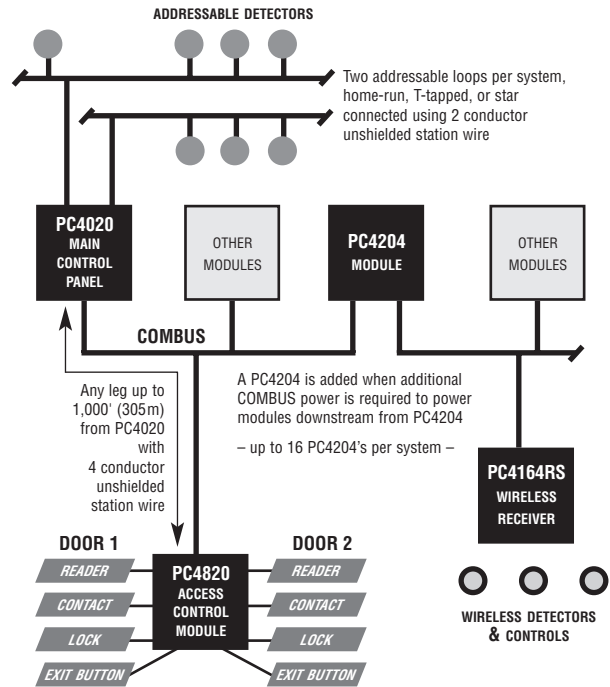 ADDRESSABLE DETECTORS
Two addressable loops per system,
home-run, T-tapped, or star
connected using 2 conductor
unshielded station wire
PC4020
MAIN
CONTROL
PANEL
OTHER
MODULES
PC4204
MODULE
OTHER
MODULES
COMBUS
Any leg up to
1,000' (305m)
from PC4020
with
4 conductor
unshielded
station wire
A PC4204 is added when additional
COMBUS power is required to power
modules downstream from PC4204
– up to 16 PC4204's per system –
PC4164RS
WIRELESS
RECEIVER
WIRELESS DETECTORS
& CONTROLS
DOOR 1
READER
CONTACT
LOCK
EXIT BUTTON
PC4820
ACCESS
CONTROL
MODULE
DOOR 2
READER
CONTACT
LOCK
EXIT BUTTON